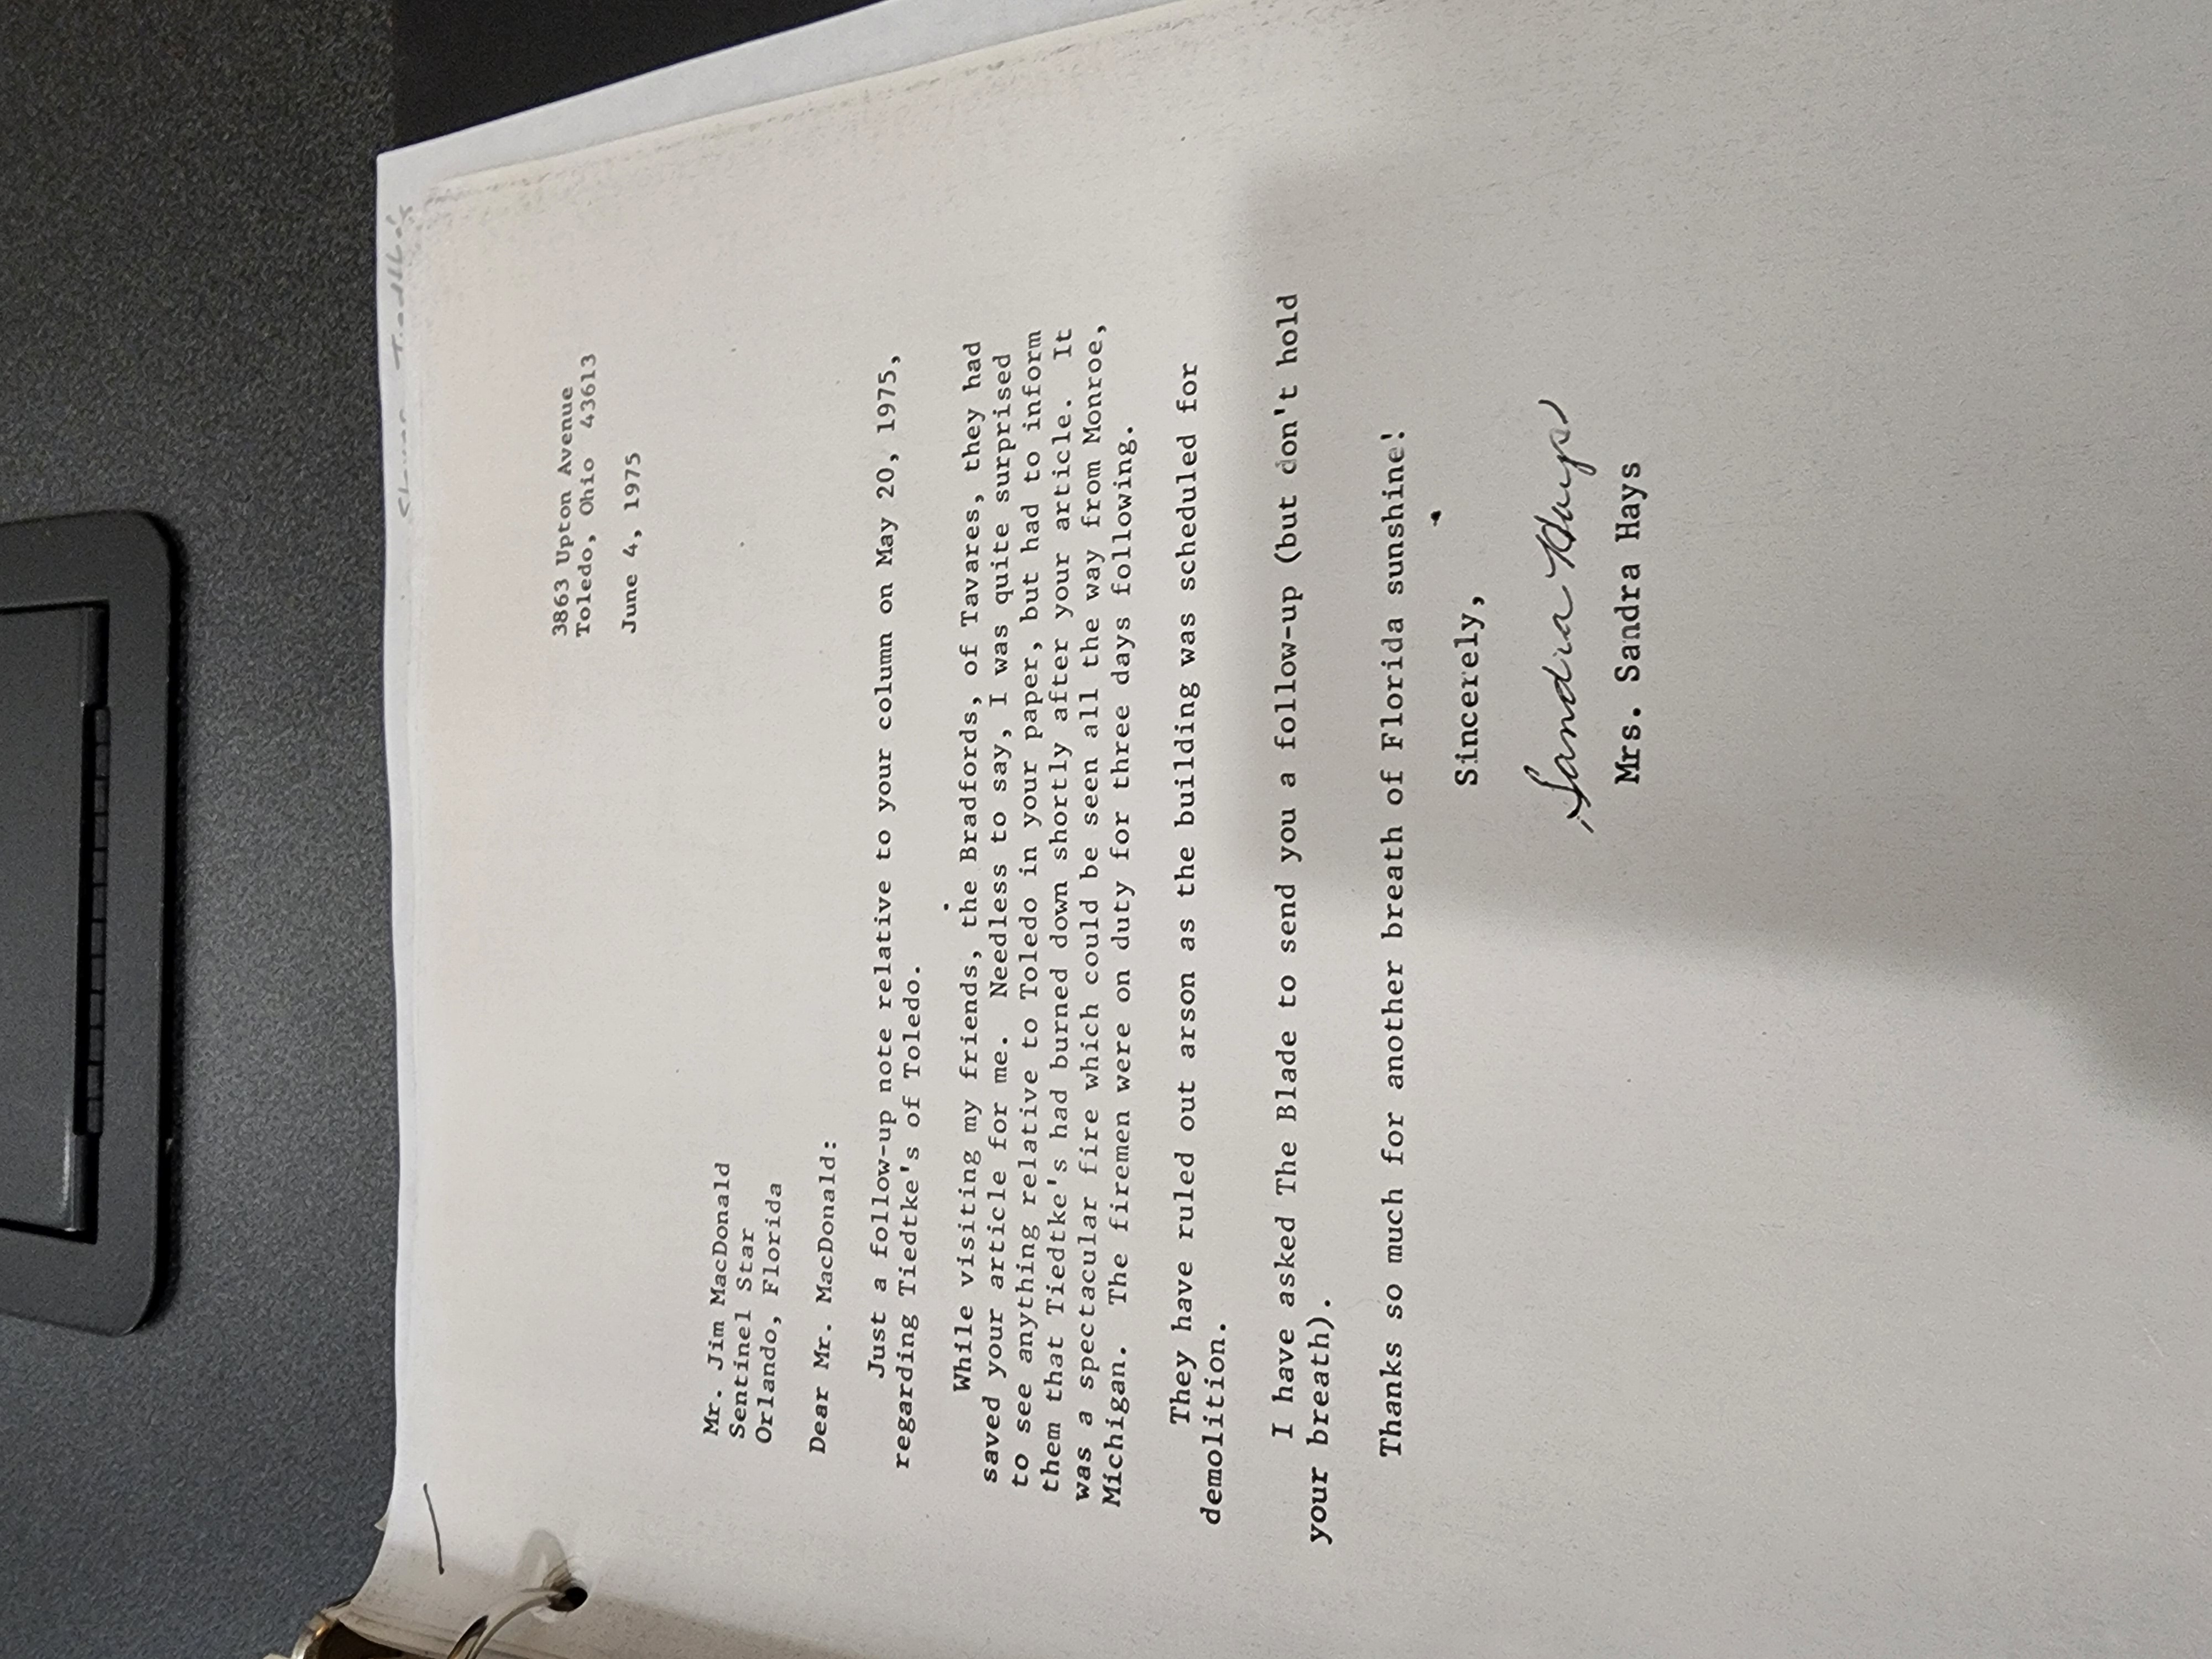 3863 Upton Avenue
Toledo, Ohio 43613
June 4, 1975
Mr. Jim MacDonald
Sentinel Star
Orlando, Florida
Dear Mr. MacDonald:
Just a follow-up note relative to your column on May 20, 1975,
regarding Tiedtke's of Toledo.
While visiting my friends, the Bradfords, of Tavares, they had
saved your article for me. Needless to say, I was quite surprised
to see anything relative to Toledo in your paper, but had to inform
them that Tiedtke's had burned down shortly after your article. It
was a spectacular fire which could be seen all the way from Monroe,
Michigan. The firemen were on duty for three days following.
They have ruled out arson as the building was scheduled for
demolition.
I have asked The Blade to send you a follow-up (but don't hold
your breath).
Thanks so much for another breath of Florida sunshine!
Sincerely,
Sandra Hays
Mrs. Sandra Hays